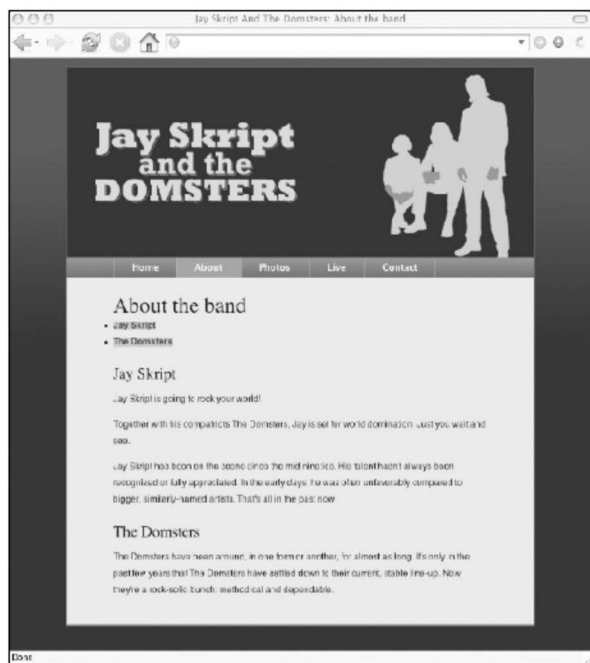 Jay Skript And The Domsters: About the band
Jay Skript
and the
DOMSTERS
Home About Photos Live Contact
About the band
Jay Skript
The Domsters
Jay Skript
Jay Skript is going to rock your world!
Together with his compatriots The Domsters, Jay is set for world domination. Just you wait and
see.
Jay Skript has been on the scene since the mid nineties. His talent hasn't always been
recognized or fully appreciated. In the early days, he was often unfavorably compared to
bigger, similarly-named artists. That's all in the past now.
The Domsters
The Domsters have been around, in one form or another, for almost as long. It's only in the
past few years that The Domsters have settled down to their current, stable line-up. Now
they're a rock-solid bunch: methodical and dependable.
Done